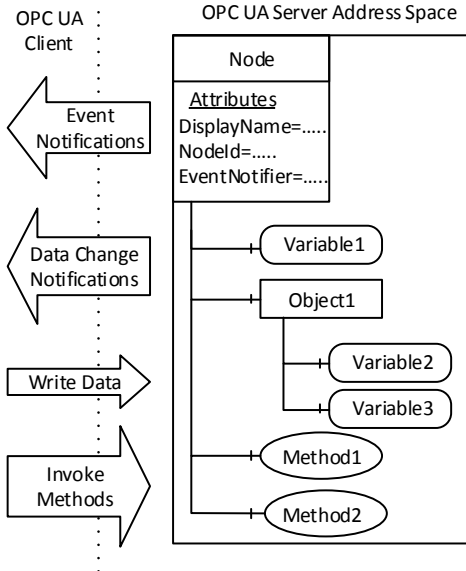 OPC UA
Client
OPC UA Server Address Space
Node
Attributes
DisplayName=.....
NodeId=.....
EventNotifier=.....
Event
Notifications
Variable1
Data Change
Notifications
Object1
Variable2
Write Data
Variable3
Method1
Invoke
Methods
Method2